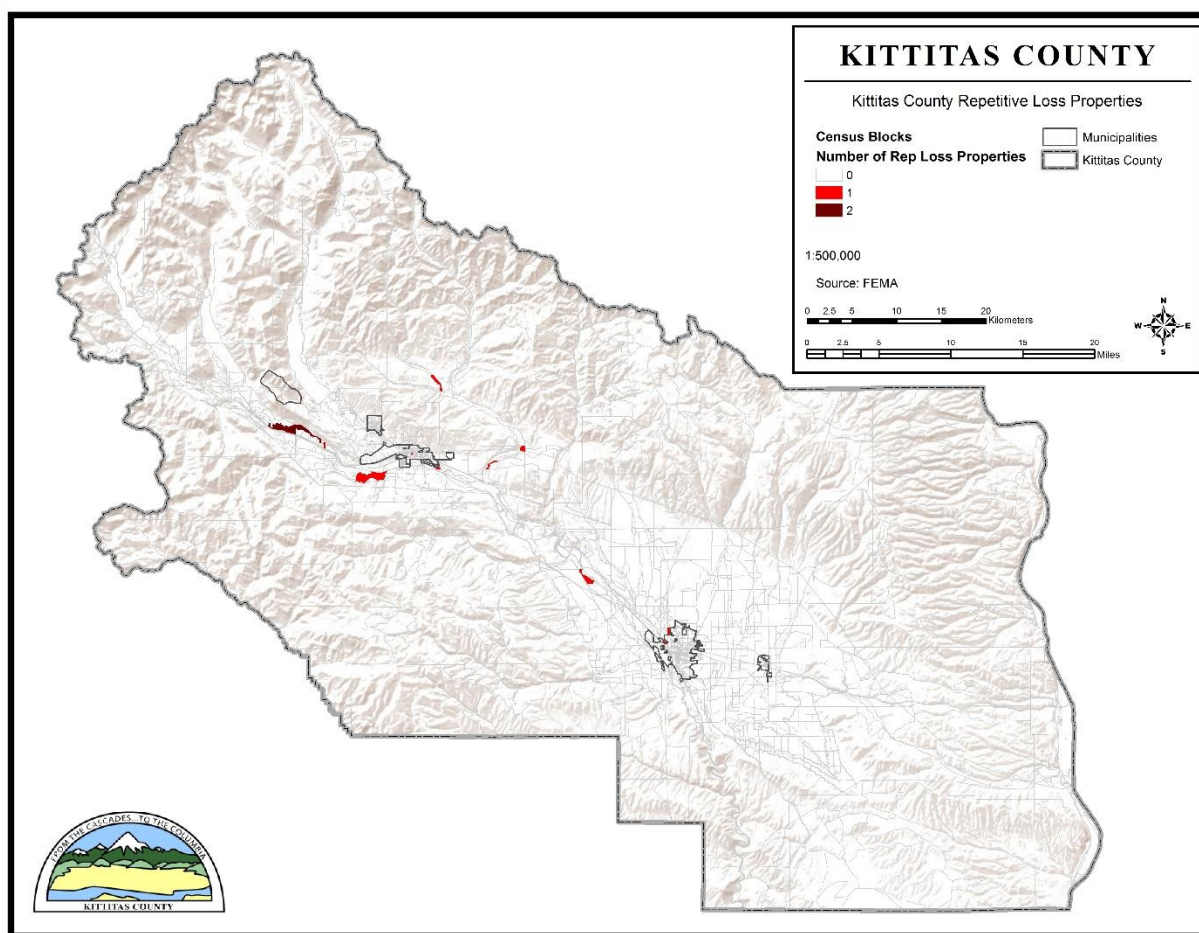 KITTITAS COUNTY
Kittitas County Repetitive Loss Properties
Census Blocks
Number of Rep Loss Properties
0
1
2
Municipalities
Kittitas County
1:500,000
Source: FEMA
0 2.5 5 10 15 20
Kilometers
0 2.5 5 10 15 20
Miles
N
W E
S
FROM THE CASCADES...TO THE COLUMBIA
KITTITAS COUNTY